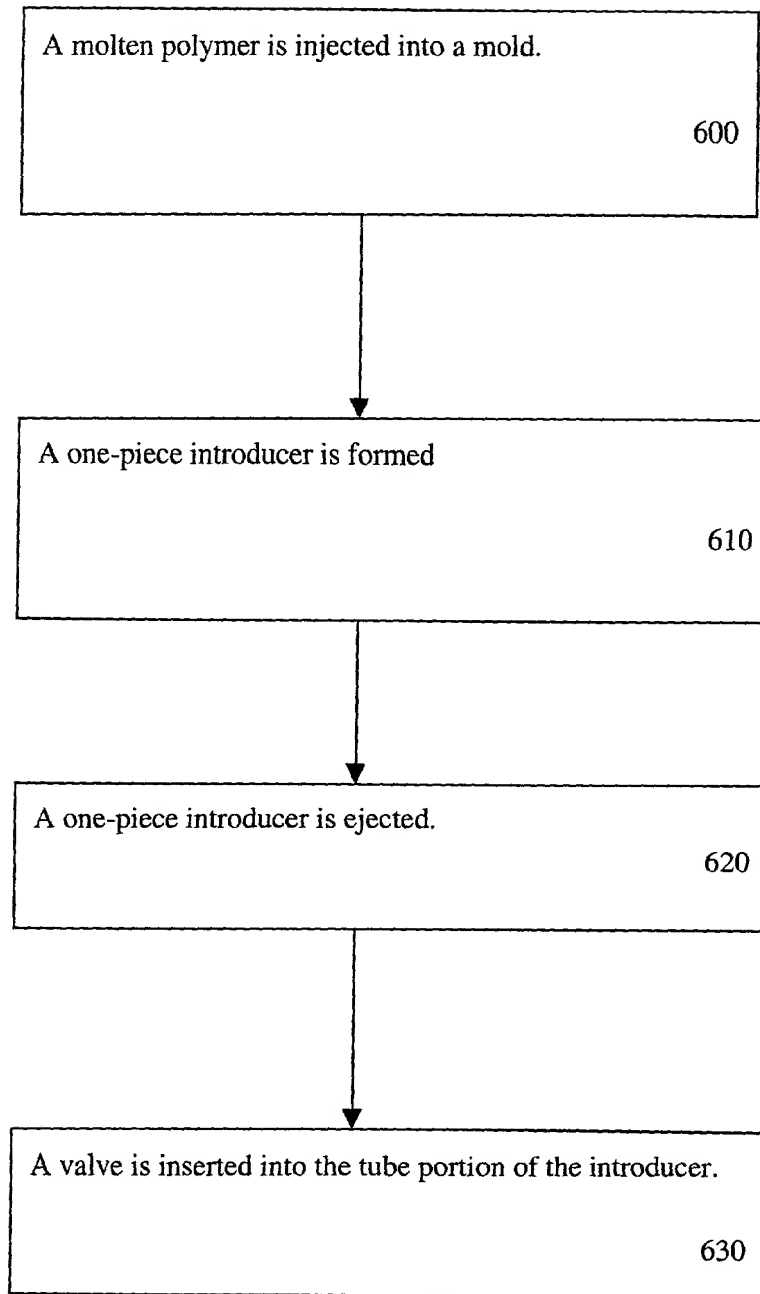 A molten polymer is injected into a mold.
600
A one-piece introducer is formed
610
A one-piece introducer is ejected.
620
A valve is inserted into the tube portion of the introducer.
630